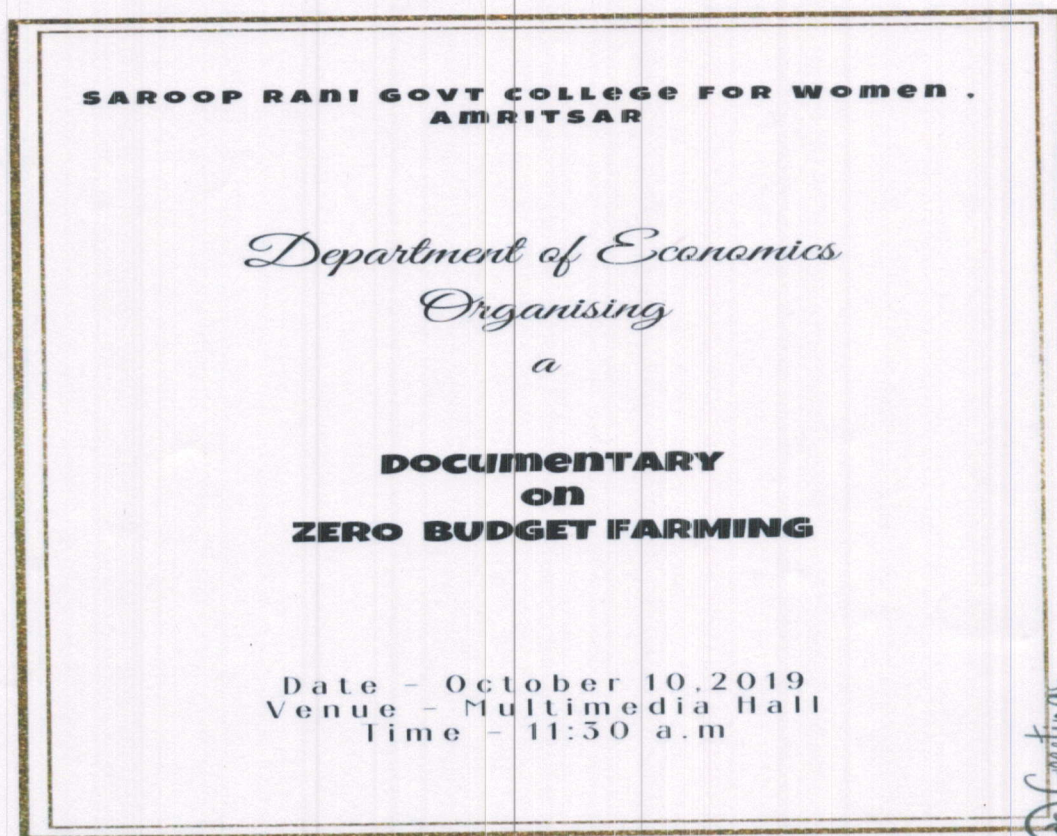 SAROOP RANI GOVT COLLEGE FOR WOMEN .
AMRITSAR
Department of Economics
Organising
a
DOCUMENTARY
on
ZERO BUDGET FARMING
Date - October 10,2019
Venue - Multimedia Hall
Time - 11:30 a.m